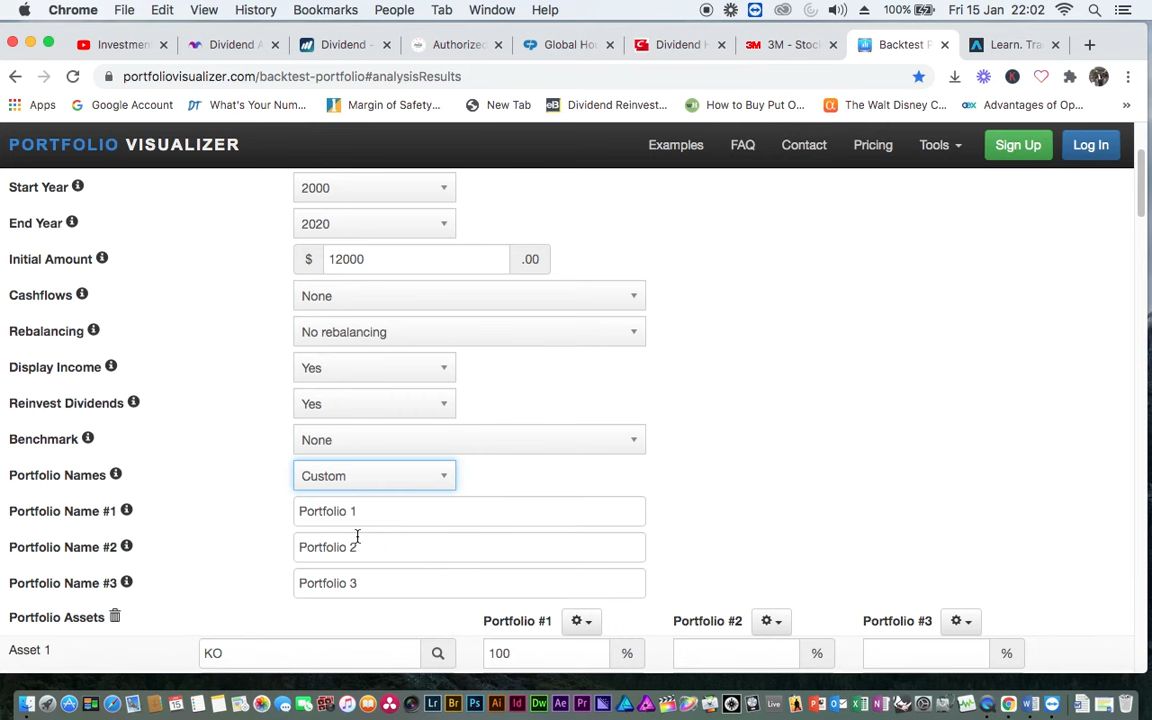 Chrome File Edit View History Bookmarks People Tab Window Help 100% Fri 15 Jan 22:02
Investment Dividend A Dividend - Authorized Global Ho Dividend H 3M - Stoc Backtest P Learn. Tra
portfoliovisualizer.com/backtest-portfolio#analysisResults
Apps Google Account What's Your Num... Margin of Safety... New Tab Dividend Reinvest... How to Buy Put O... The Walt Disney C... Advantages of Op... »
PORTFOLIO VISUALIZER Examples FAQ Contact Pricing Tools Sign Up Log In
Start Year 2000
End Year 2020
Initial Amount $ 12000 .00
Cashflows None
Rebalancing No rebalancing
Display Income Yes
Reinvest Dividends Yes
Benchmark None
Portfolio Names Custom
Portfolio Name #1 Portfolio 1
Portfolio Name #2 Portfolio 2
Portfolio Name #3 Portfolio 3
Portfolio Assets Portfolio #1 Portfolio #2 Portfolio #3
Asset 1 KO 100 % % %